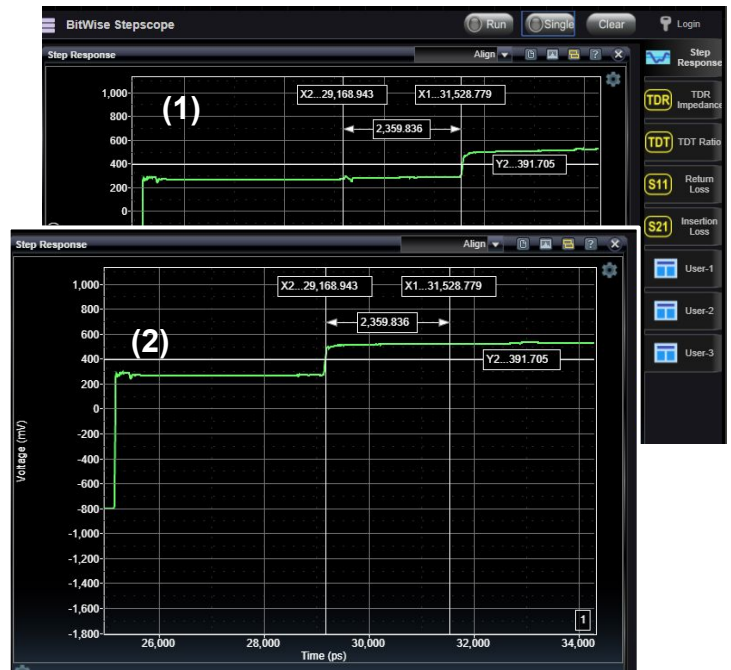 BitWise Stepscope
Run
Single
Clear
Login
Step Response
Align
?
X
1,000
800
600
400
200
0
(1)
X2...29,168.943
X1...31,528.779
2,359.836
Y2...391.705
Step
Response
TDR
TDR
Impedance
TDT
TDT Ratio
S11
Return
Loss
S21
Insertion
Loss
User-1
User-2
User-3
Step Response
Align
?
X
Voltage (mV)
1,000
800
600
400
200
0
-200
-400
-600
-800
-1,000
-1,200
-1,400
-1,600
-1,800
(2)
X2...29,168.943
X1...31,528.779
2,359.836
Y2...391.705
1
26,000
28,000
30,000
32,000
34,000
Time (ps)